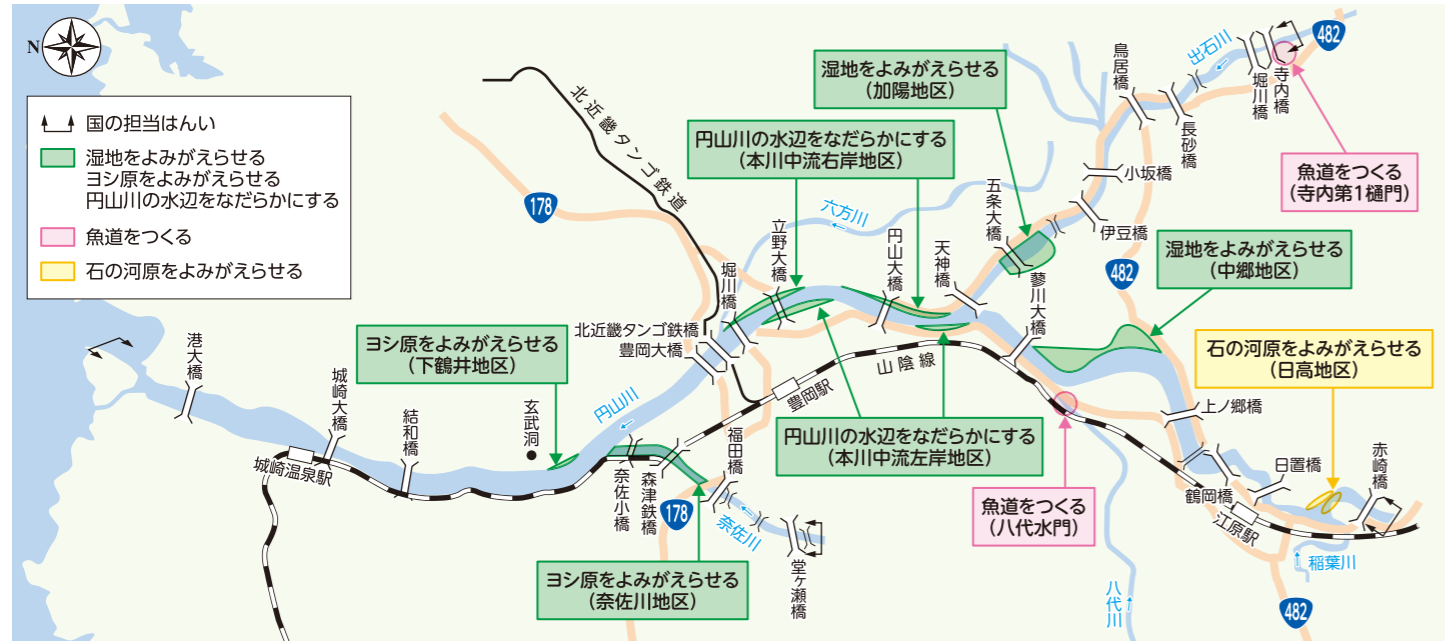 N
国の担当はんい
湿地をよみがえらせる
ヨシ原をよみがえらせる
円山川の水辺をなだらかにする
魚道をつくる
石の河原をよみがえらせる
北近畿タンゴ鉄道
178
湿地をよみがえらせる
(加陽地区)
円山川の水辺をなだらかにする
(本川中流右岸地区)
出石川
482
鳥居橋
堀川橋
寺内橋
長砂橋
魚道をつくる
(寺内第1樋門)
小坂橋
伊豆橋
六方川
五条大橋
立野大橋
円山大橋
天神橋
堀川橋
482
湿地をよみがえらせる
(中郷地区)
蓼川大橋
北近畿タンゴ鉄橋
豊岡大橋
ヨシ原をよみがえらせる
(下鶴井地区)
石の河原をよみがえらせる
(日高地区)
山陰線
豊岡駅
円山川
港大橋
城崎大橋
結和橋
玄武洞
城崎温泉駅
奈佐小橋
森津鉄橋
福田橋
178
奈佐川
堂ヶ瀬橋
円山川の水辺をなだらかにする
(本川中流左岸地区)
上ノ郷橋
魚道をつくる
(八代水門)
鶴岡橋
日置橋
赤崎橋
江原駅
稲葉川
八代川
482
ヨシ原をよみがえらせる
(奈佐川地区)